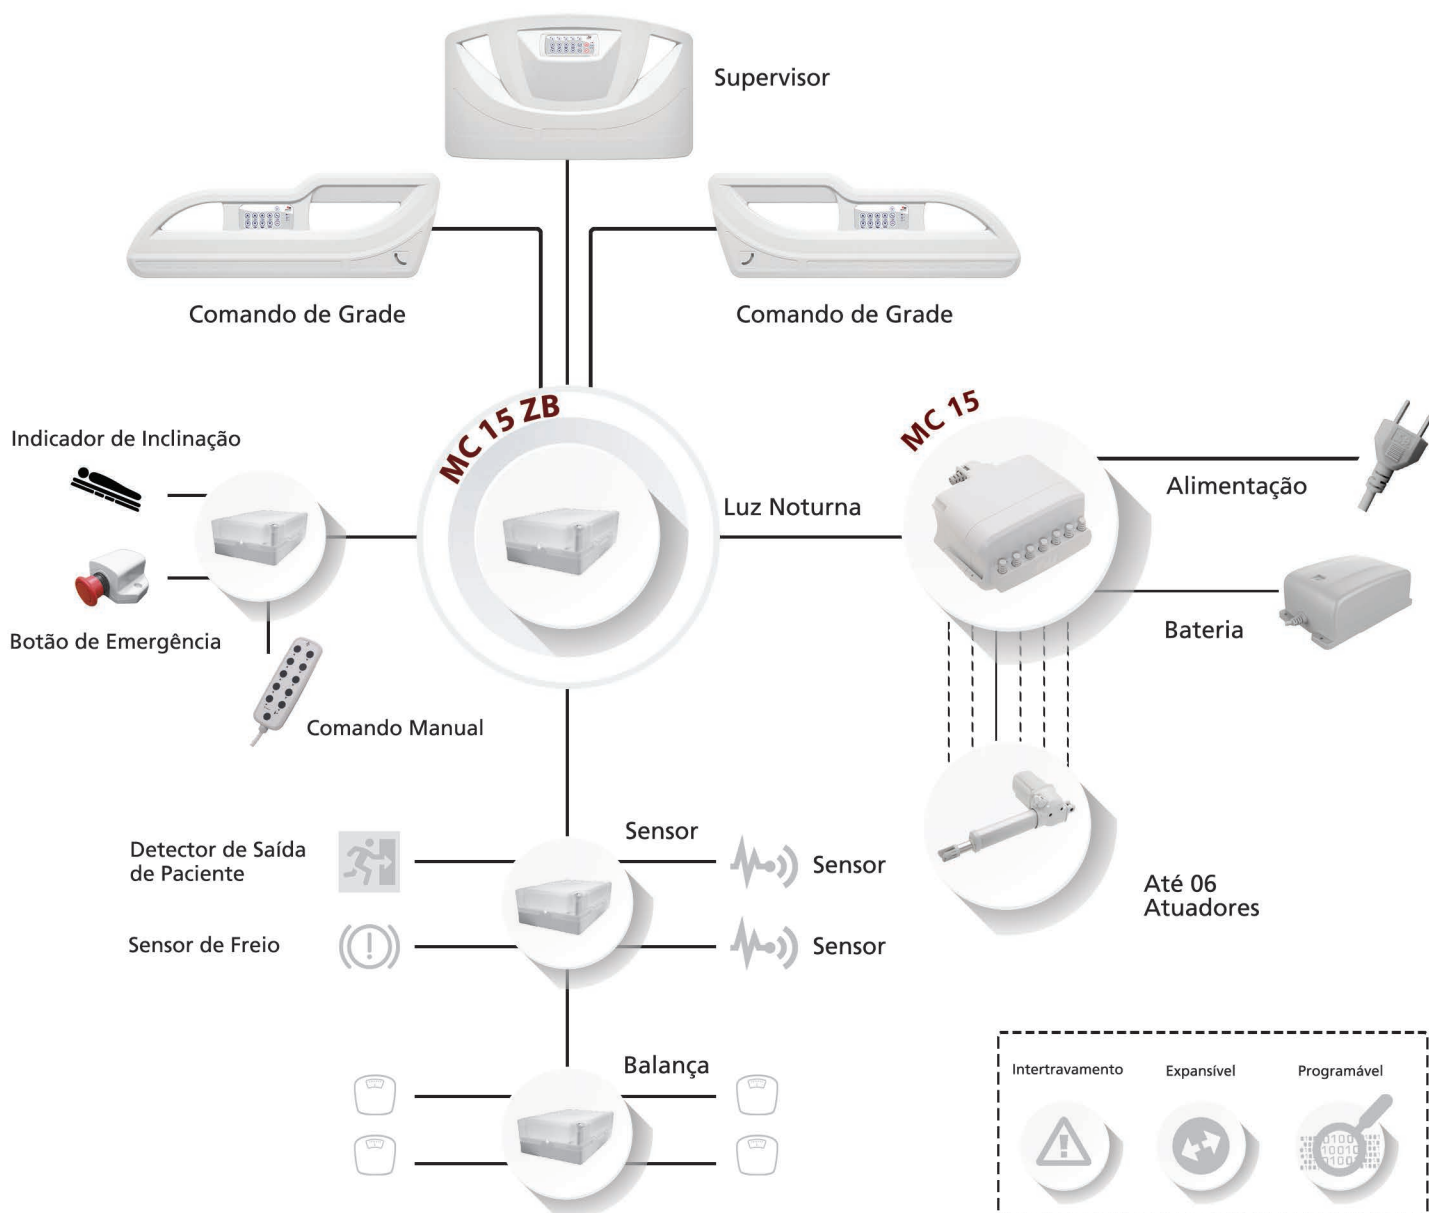 Supervisor
Comando de Grade
Comando de Grade
MC 15 ZB
MC 15
Indicador de Inclinação
Luz Noturna
Alimentação
Botão de Emergência
Bateria
Comando Manual
Detector de Saída
de Paciente
Sensor
Sensor
Até 06
Atuadores
Sensor de Freio
Sensor
Balança
Intertravamento
Expansível
Programável